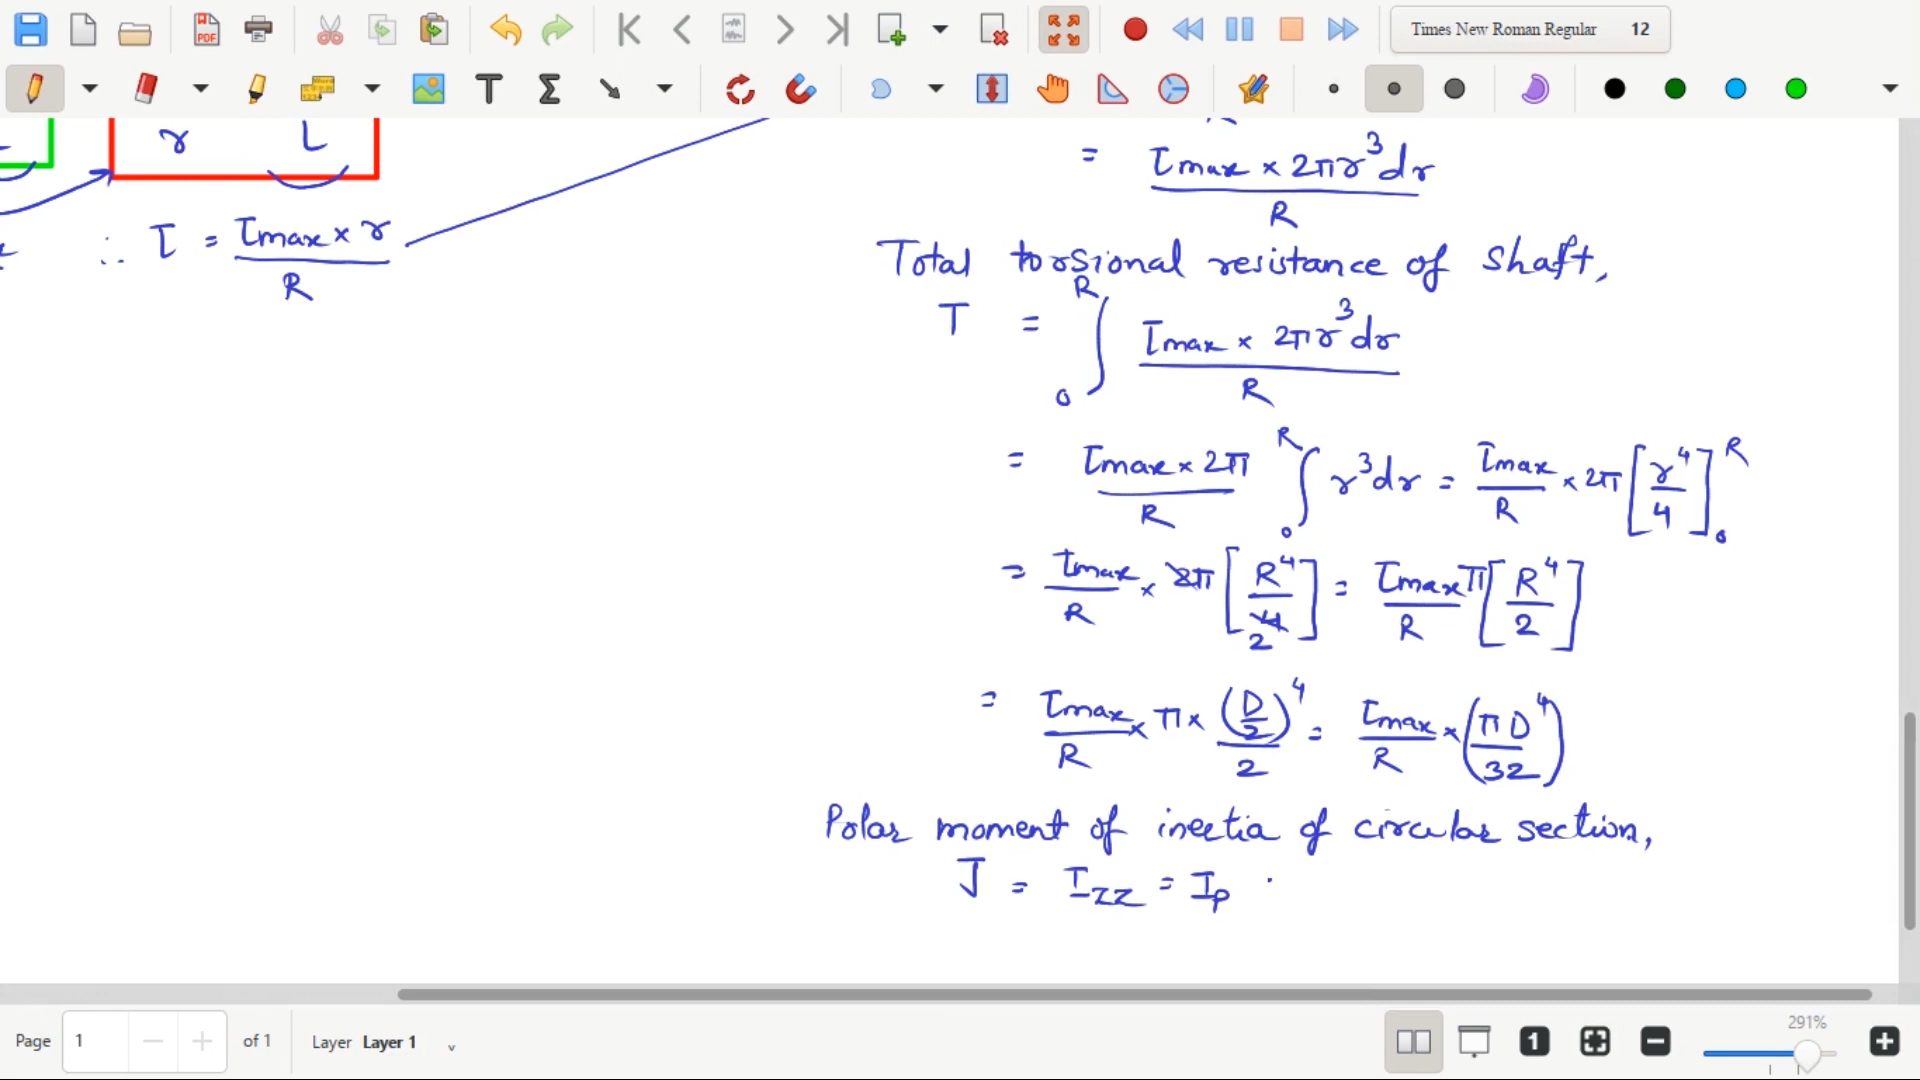 Times New Roman Regular 12
r L
∴ τ = τmax × r / R
= τmax × 2πr³dr / R
Total torsional resistance of shaft,
T = ∫₀ᴿ τmax × 2πr³dr / R
= τmax × 2π / R ∫₀ᴿ r³dr = τmax / R × 2π [r⁴/4]₀ᴿ
= τmax / R × 2π [R⁴/4 2] = τmax π / R [R⁴/2]
= τmax / R × π × (D/2)⁴ / 2 = τmax / R × (πD⁴/32)
Polar moment of inertia of circular section,
J = Izz = Ip
Page 1 of 1 Layer Layer 1 291%